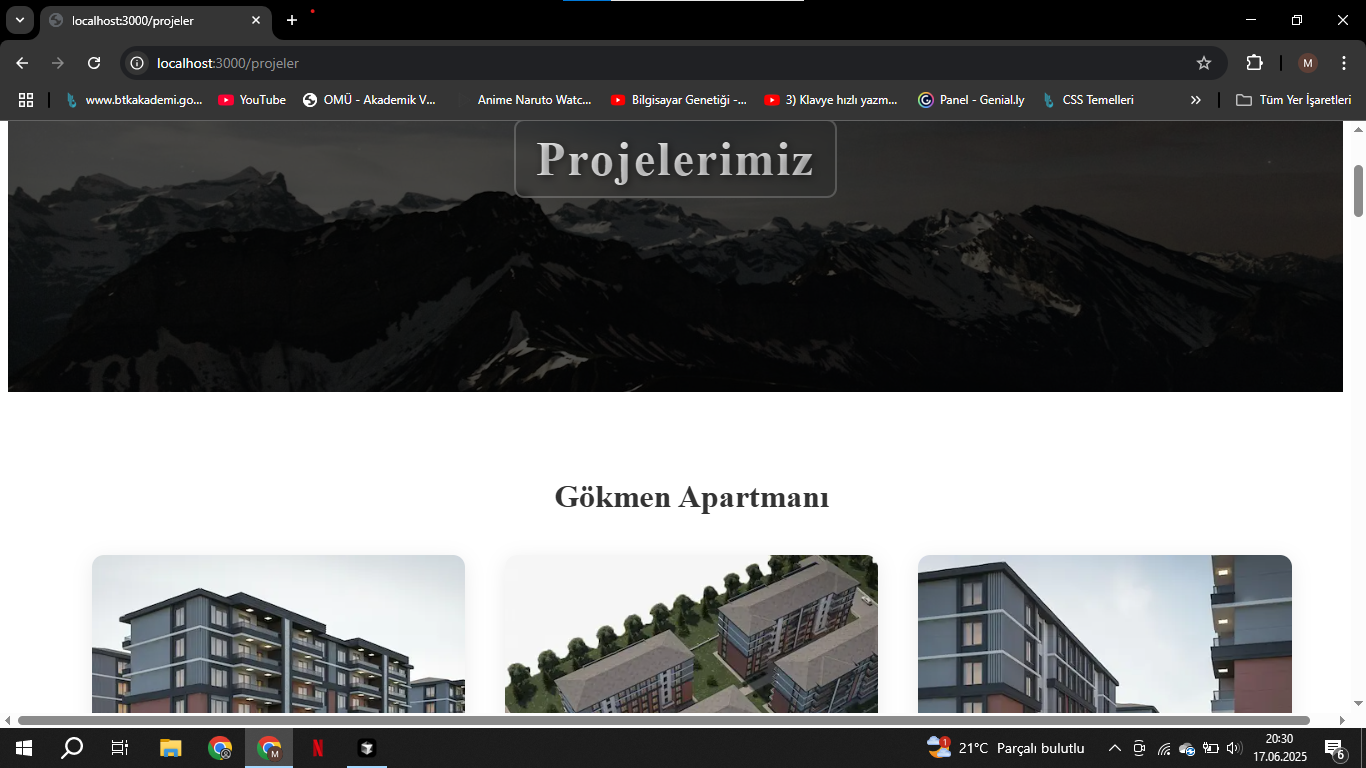 localhost:3000/projeler
localhost:3000/projeler
M
www.btkakademi.go...
YouTube
OMÜ - Akademik V...
Anime Naruto Watc...
Bilgisayar Genetiği -...
3) Klavye hızlı yazm...
Panel - Genial.ly
CSS Temelleri
Tüm Yer İşaretleri
Projelerimiz
Gökmen Apartmanı
M
N
1
21°C Parçalı bulutlu
20:30
17.06.2025
6